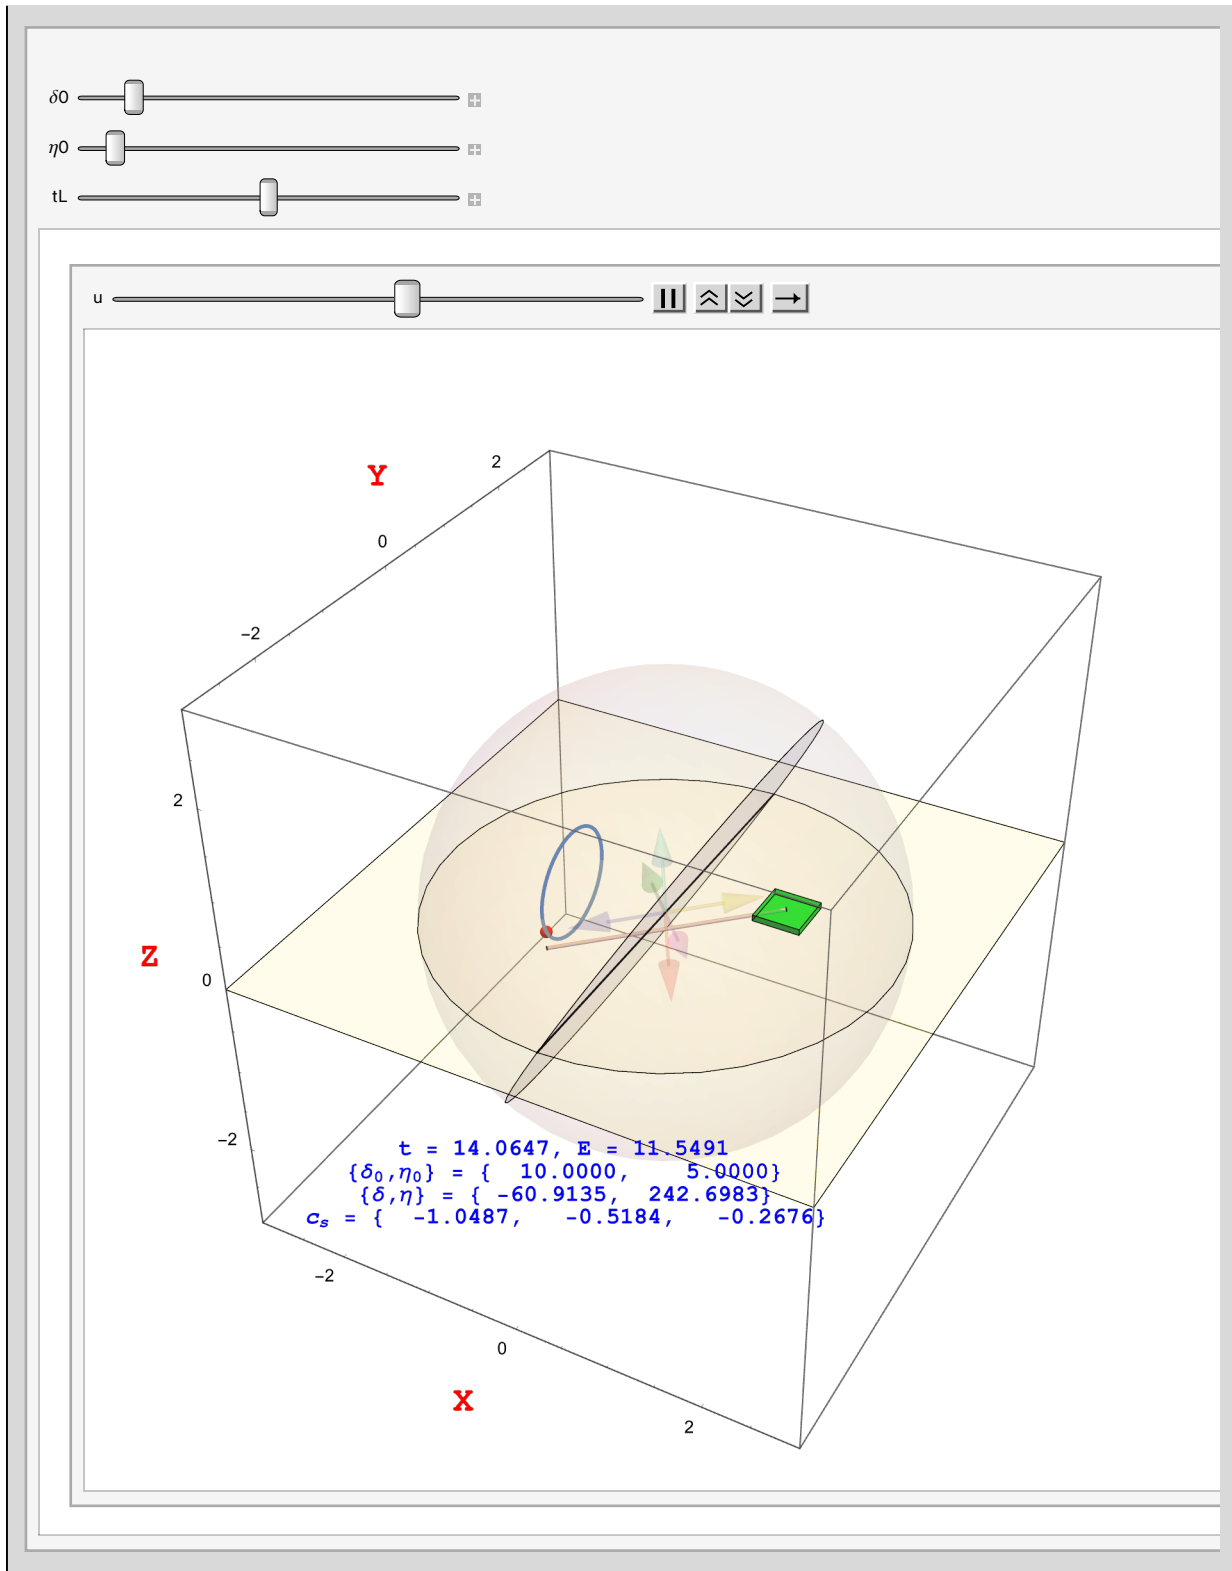 δ0
η0
tL
u
Y
2
0
−2
2
Z
0
−2
t = 14.0647, E = 11.5491
{δ₀,η₀} = { 10.0000, 5.0000}
{δ,η} = { -60.9135, 242.6983}
cₛ = { -1.0487, -0.5184, -0.2676}
−2
0
X
2